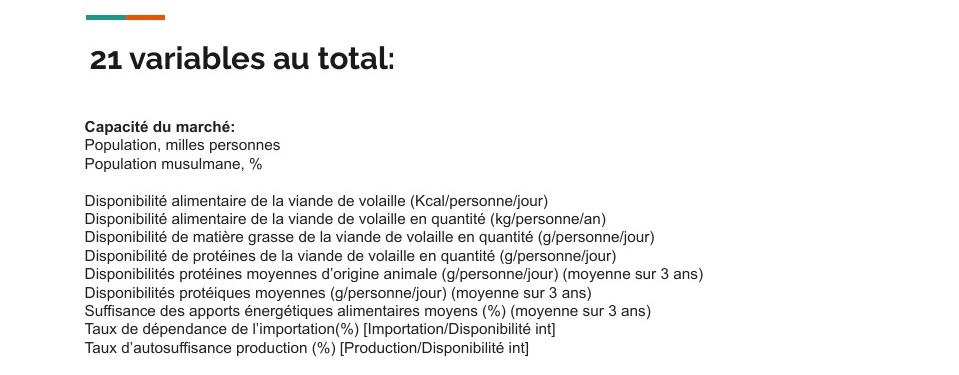 21 variables au total:
Capacité du marché:
Population, milles personnes
Population musulmane, %
Disponibilité alimentaire de la viande de volaille (Kcal/personne/jour)
Disponibilité alimentaire de la viande de volaille en quantité (kg/personne/an)
Disponibilité de matière grasse de la viande de volaille en quantité (g/personne/jour)
Disponibilité de protéines de la viande de volaille en quantité (g/personne/jour)
Disponibilités protéines moyennes d’origine animale (g/personne/jour) (moyenne sur 3 ans)
Disponibilités protéiques moyennes (g/personne/jour) (moyenne sur 3 ans)
Suffisance des apports énergétiques alimentaires moyens (%) (moyenne sur 3 ans)
Taux de dépendance de l’importation(%) [Importation/Disponibilité int]
Taux d’autosuffisance production (%) [Production/Disponibilité int]